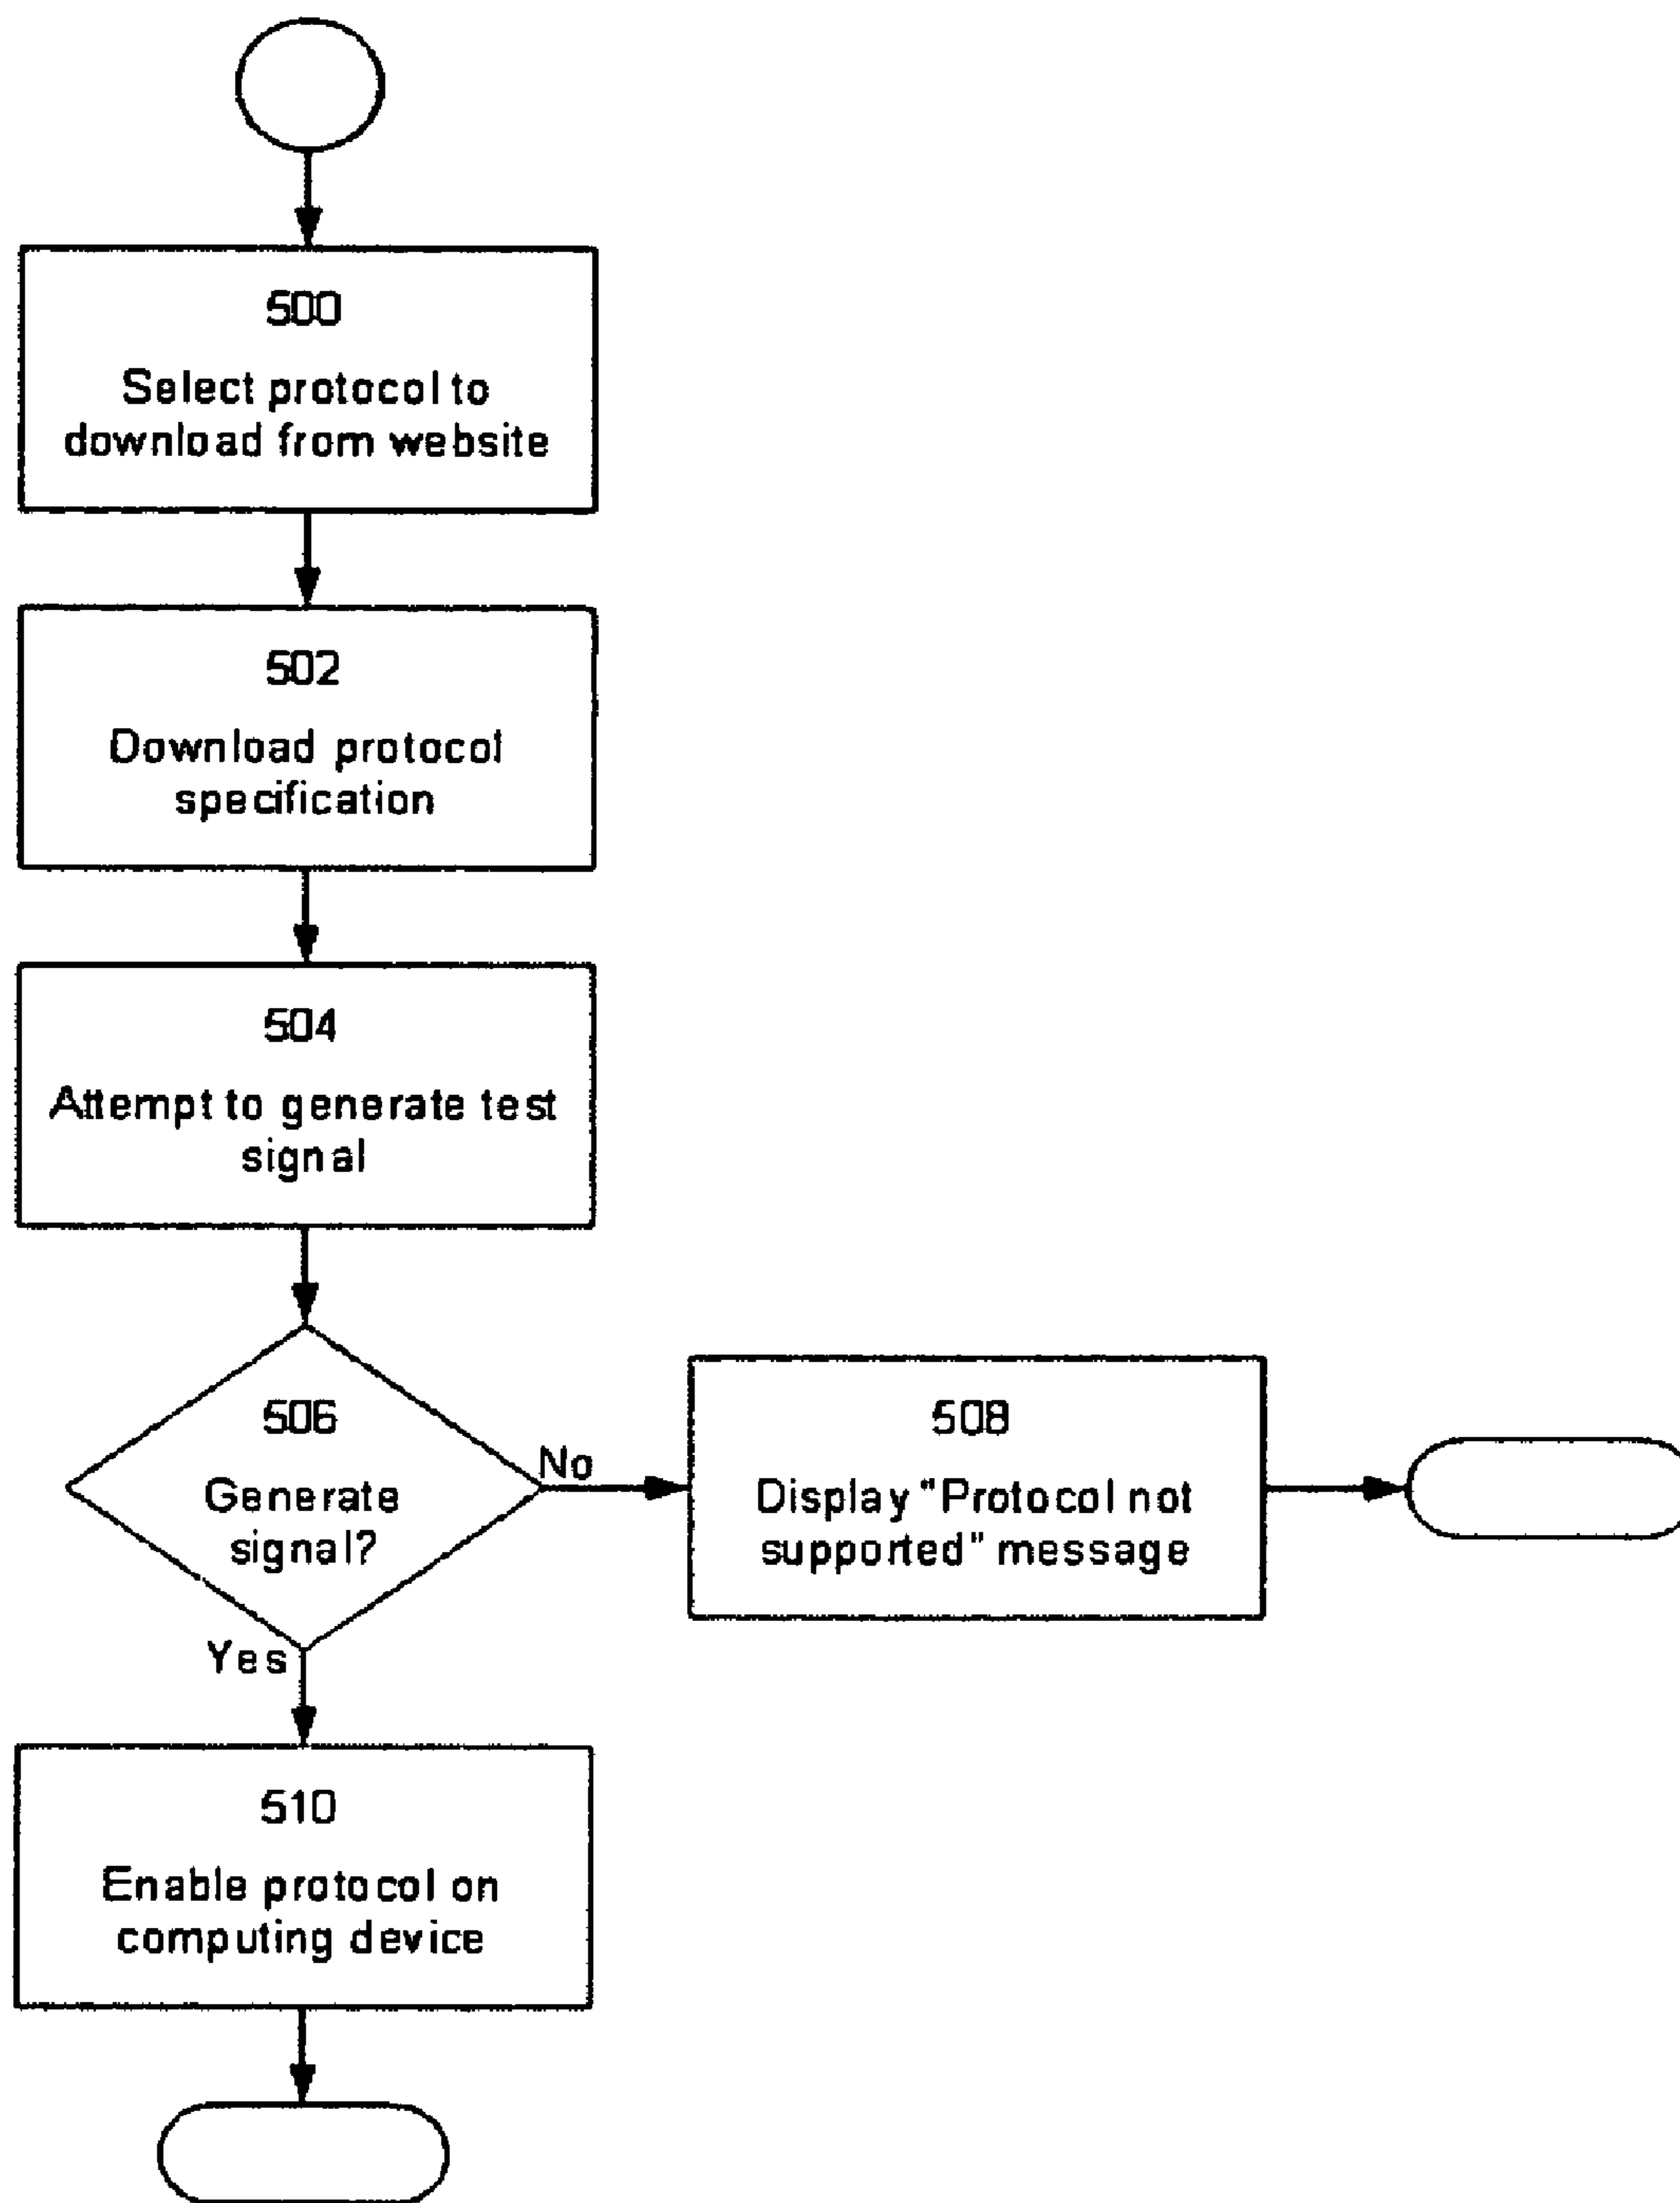 500
Select protocol to
download from website
502
Download protocol
specification
504
Attempt to generate test
signal
506
Generate
signal?
No
508
Display "Protocol not
supported" message
Yes
510
Enable protocol on
computing device